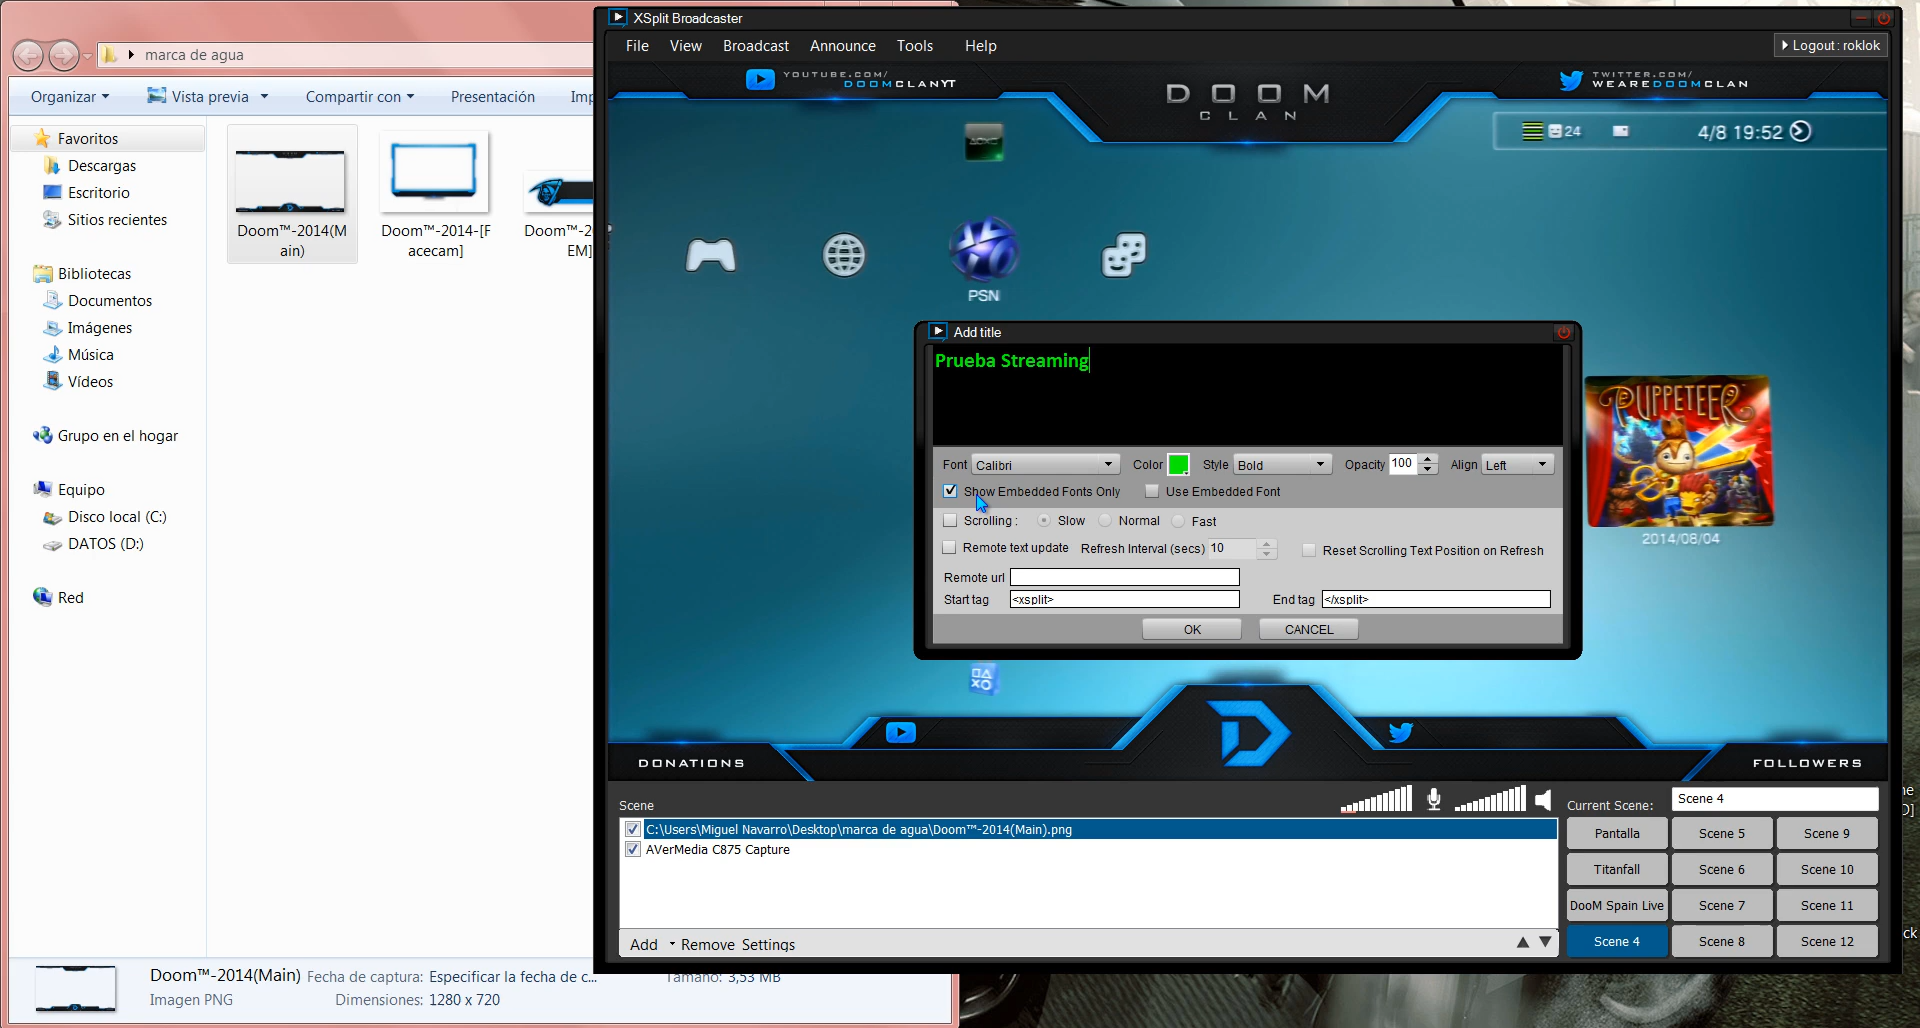 marca de agua
Organizar
Vista previa
Compartir con
Presentación
Imp
Favoritos
Descargas
Escritorio
Sitios recientes
Bibliotecas
Documentos
Imágenes
Música
Vídeos
Grupo en el hogar
Equipo
Disco local (C:)
DATOS (D:)
Red
Doom™-2014(M
ain)
Doom™-2014-[F
acecam]
Doom™-2
EM]
Doom™-2014(Main)
Fecha de captura: Especificar la fecha de c...
Tamaño: 3,53 MB
Imagen PNG
Dimensiones: 1280 x 720
XSplit Broadcaster
File View Broadcast Announce Tools Help
Logout: roklok
YOUTUBE.COM/
DOOMCLANYT
DOOM
CLAN
TWITTER.COM/
WEAREDOOMCLAN
24
4/8 19:52
PSN
PUPPETEER
2014/08/04
Add title
Prueba Streaming
Font Calibri Color Style Bold Opacity 100 Align Left
Show Embedded Fonts Only Use Embedded Font
Scrolling : Slow Normal Fast
Remote text update Refresh Interval (secs) 10 Reset Scrolling Text Position on Refresh
Remote url
Start tag <xsplit> End tag </xsplit>
OK CANCEL
DONATIONS
FOLLOWERS
Scene
C:\Users\Miguel Navarro\Desktop\marca de agua\Doom™-2014(Main).png
AVerMedia C875 Capture
Add Remove Settings
Current Scene: Scene 4
Pantalla Scene 5 Scene 9
Titanfall Scene 6 Scene 10
DooM Spain Live Scene 7 Scene 11
Scene 4 Scene 8 Scene 12
ne
D]
ck